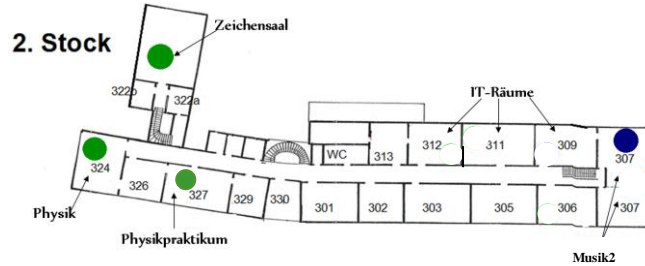 Zeichensaal
2. Stock
322b
322a
IT-Räume
312
311
309
307
WC
313
324
326
327
329
330
301
302
303
305
306
307
Physik
Physikpraktikum
Musik2